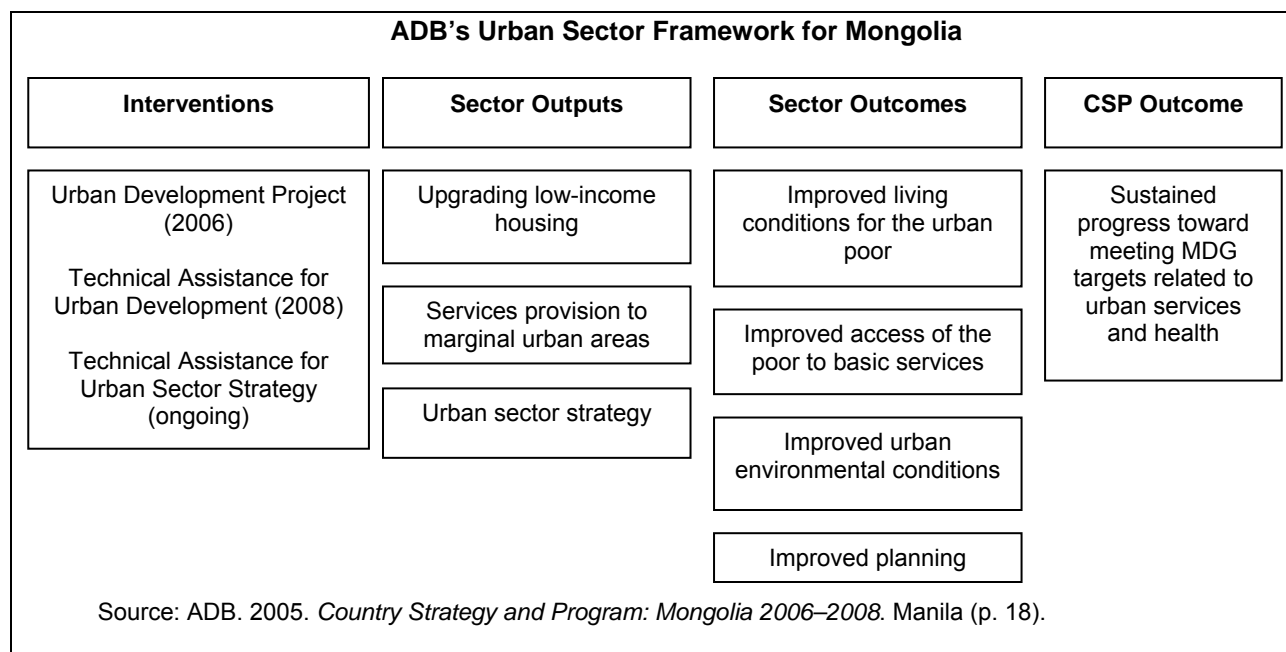 ADB's Urban Sector Framework for Mongolia
Interventions
Sector Outputs
Sector Outcomes
CSP Outcome
Urban Development Project
(2006)
Technical Assistance for
Urban Development (2008)
Technical Assistance for
Urban Sector Strategy
(ongoing)
Upgrading low-income
housing
Services provision to
marginal urban areas
Urban sector strategy
Improved living
conditions for the urban
poor
Improved access of the
poor to basic services
Improved urban
environmental conditions
Improved planning
Sustained
progress toward
meeting MDG
targets related to
urban services
and health
Source: ADB. 2005. Country Strategy and Program: Mongolia 2006–2008. Manila (p. 18).